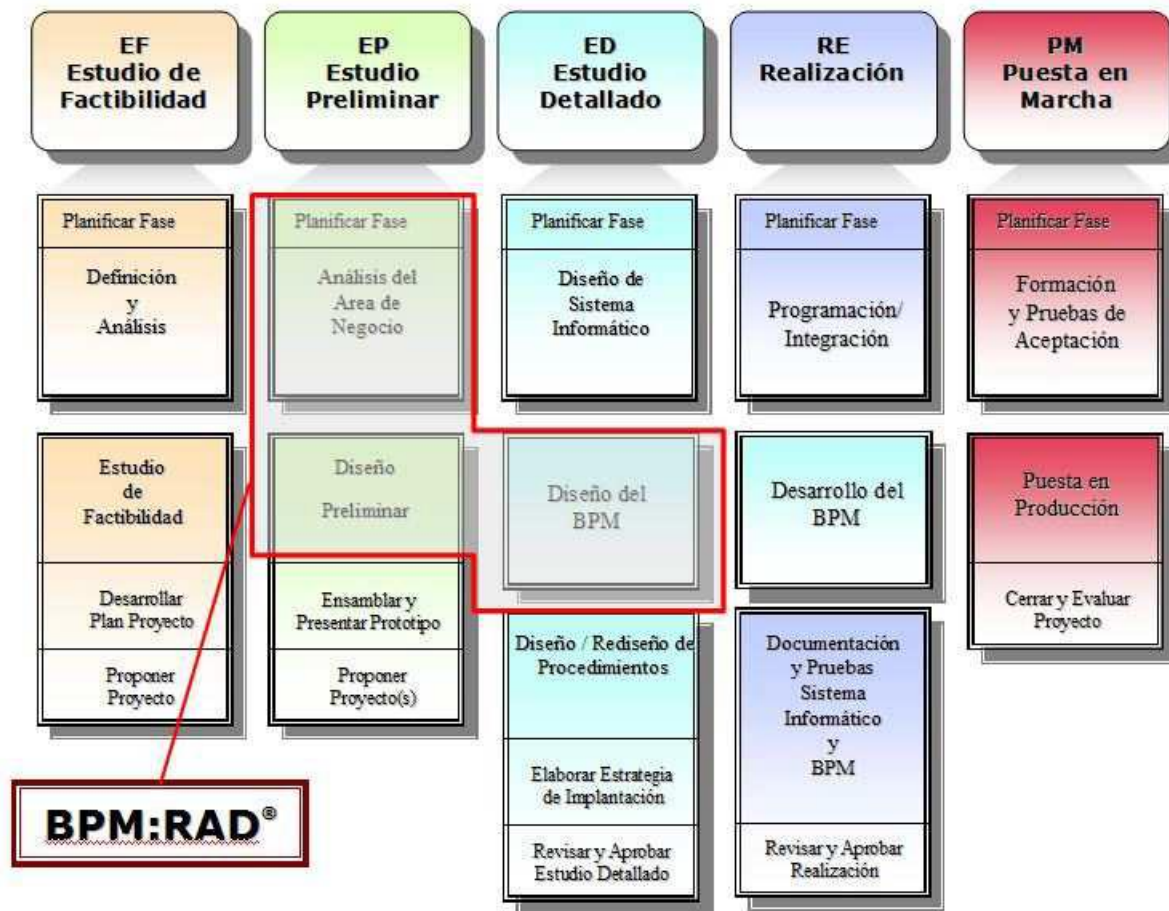 EF
Estudio de
Factibilidad
EP
Estudio
Preliminar
ED
Estudio
Detallado
RE
Realización
PM
Puesta en
Marcha
Planificar Fase
Definición
y
Análisis
Planificar Fase
Análisis del
Area de
Negocio
Planificar Fase
Diseño de
Sistema
Informático
Planificar Fase
Programación/
Integración
Planificar Fase
Formación
y Pruebas de
Aceptación
Estudio
de
Factibilidad
Desarrollar
Plan Proyecto
Proponer
Proyecto
Diseño
Preliminar
Ensamblar y
Presentar Prototipo
Proponer
Proyecto(s)
Diseño del
BPM
Diseño / Rediseño de
Procedimientos
Elaborar Estrategia
de Implantación
Revisar y Aprobar
Estudio Detallado
Desarrollo del
BPM
Documentación
y Pruebas
Sistema
Informático
y
BPM
Revisar y Aprobar
Realización
Puesta en
Producción
Cerrar y Evaluar
Proyecto
BPM:RAD®